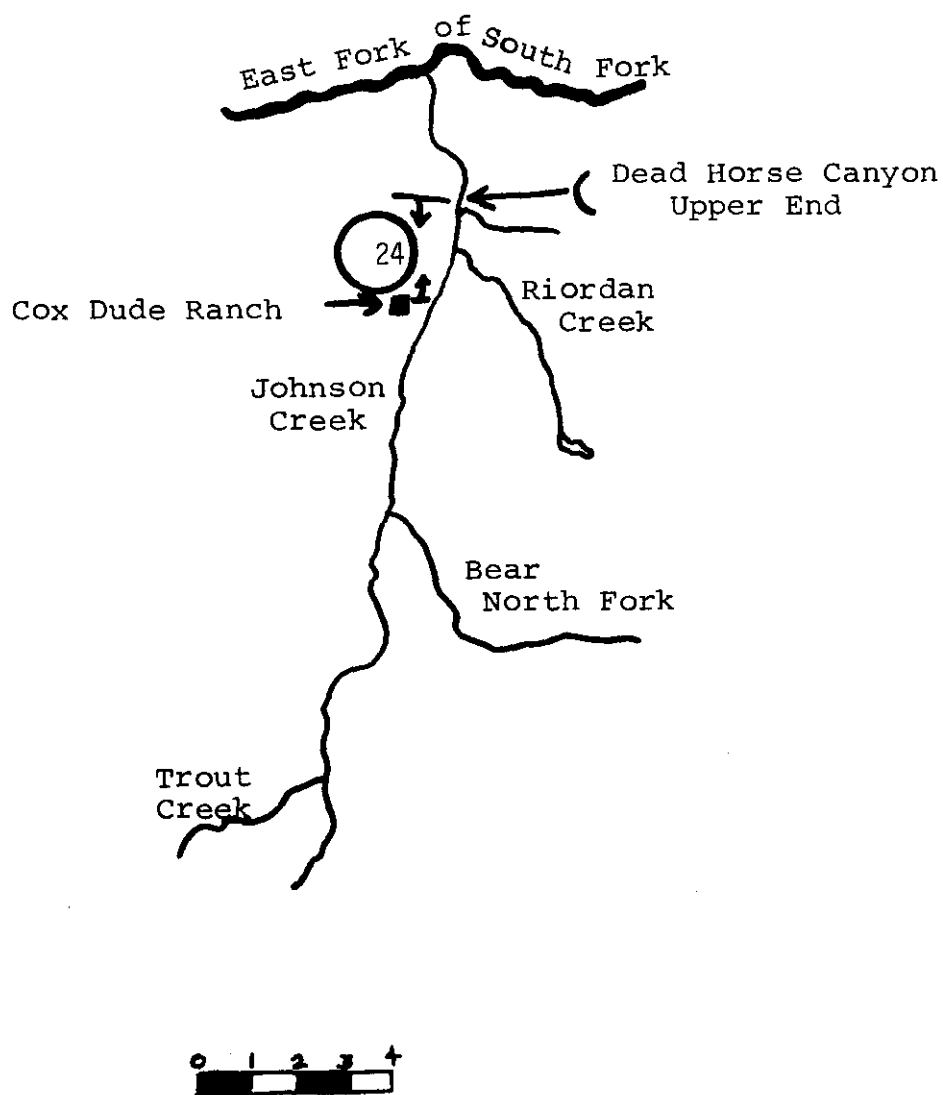 East Fork of South Fork
Dead Horse Canyon
Upper End
24
Cox Dude Ranch
Riordan
Creek
Johnson
Creek
Bear
North Fork
Trout
Creek
0 1 2 3 4